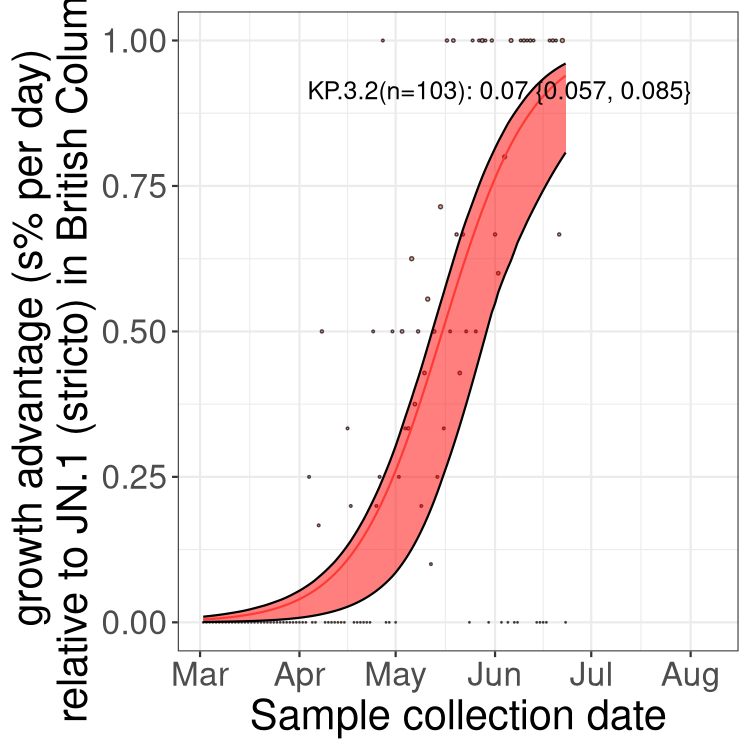 growth advantage (s% per day)
relative to JN.1 (stricto) in British Colum
1.00
0.75
0.50
0.25
0.00
KP.3.2(n=103): 0.07 {0.057, 0.085}
Mar Apr May Jun Jul Aug
Sample collection date